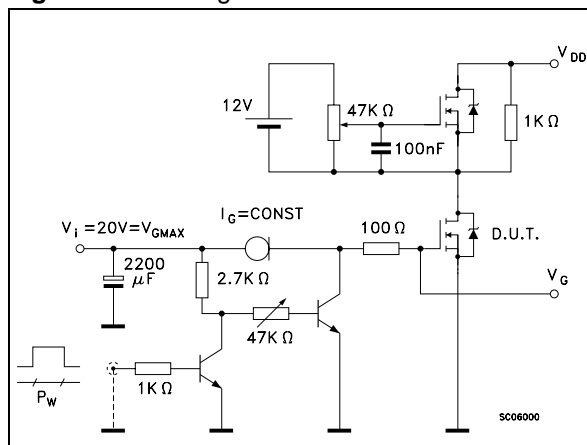 V_DD
12V
47KΩ
100nF
1KΩ
V_i =20V=V_GMAX
I_G=CONST
100Ω
D.U.T.
2200
μF
2.7KΩ
V_G
47KΩ
1KΩ
P_W
SC06000